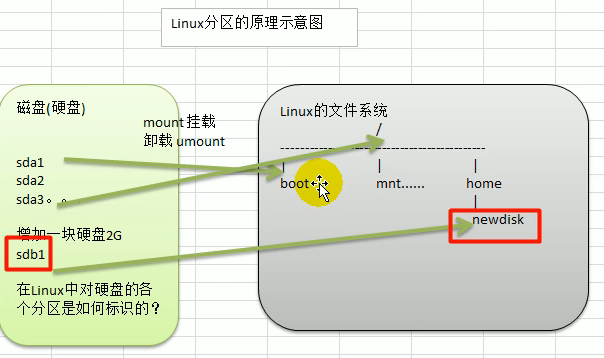 Linux分区的原理示意图
磁盘(硬盘)
sda1
sda2
sda3。。
增加一块硬盘2G
sdb1
在Linux中对硬盘的各
个分区是如何标识的?
mount 挂载
卸载 umount
Linux的文件系统
/
boot mnt...... home
newdisk